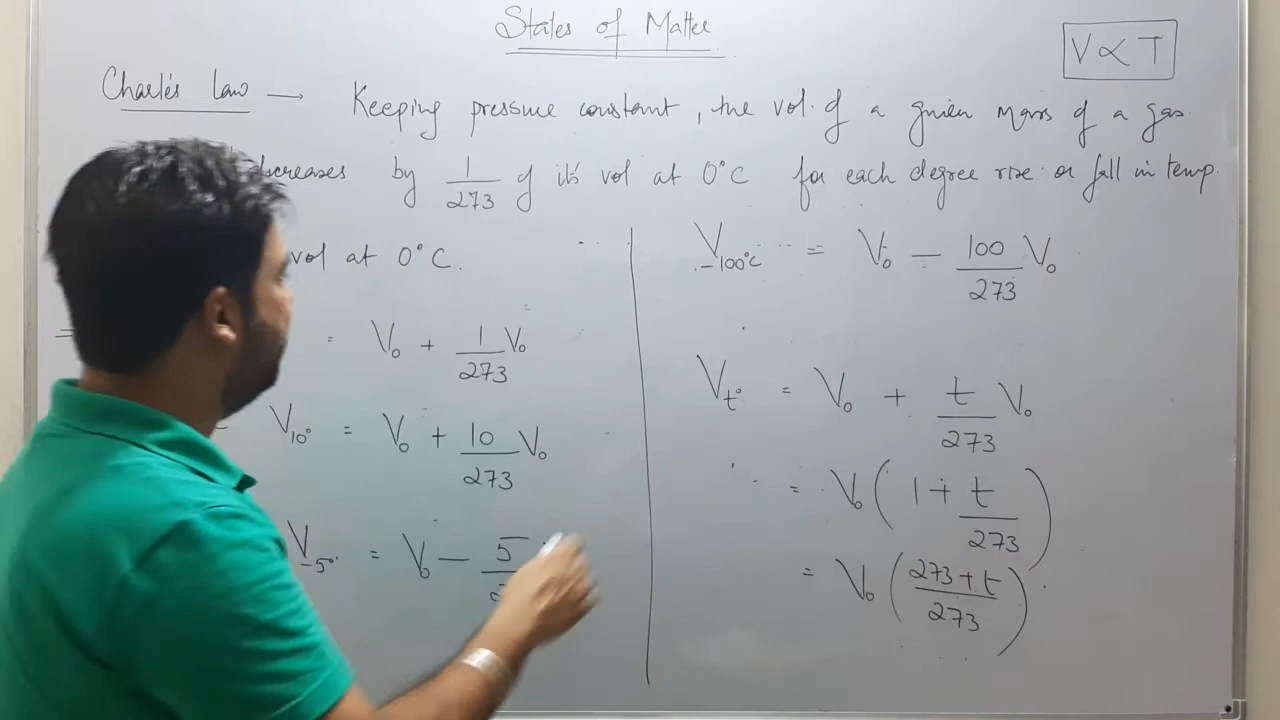 States of Matter
V ∝ T
Charle's Law → Keeping pressure constant, the vol. of a given mass of a gas
decreases by 1/273 of it's vol at 0°C for each degree rise or fall in temp.
vol at 0°C.
= V₀ + 1/273 V₀
V₁₀° = V₀ + 10/273 V₀
V₋₅° = V₀ - 5
V₋₁₀₀°C = V₀ - 100/273 V₀
Vt° = V₀ + t/273 V₀
= V₀ (1 + t/273)
= V₀ (273 + t/273)